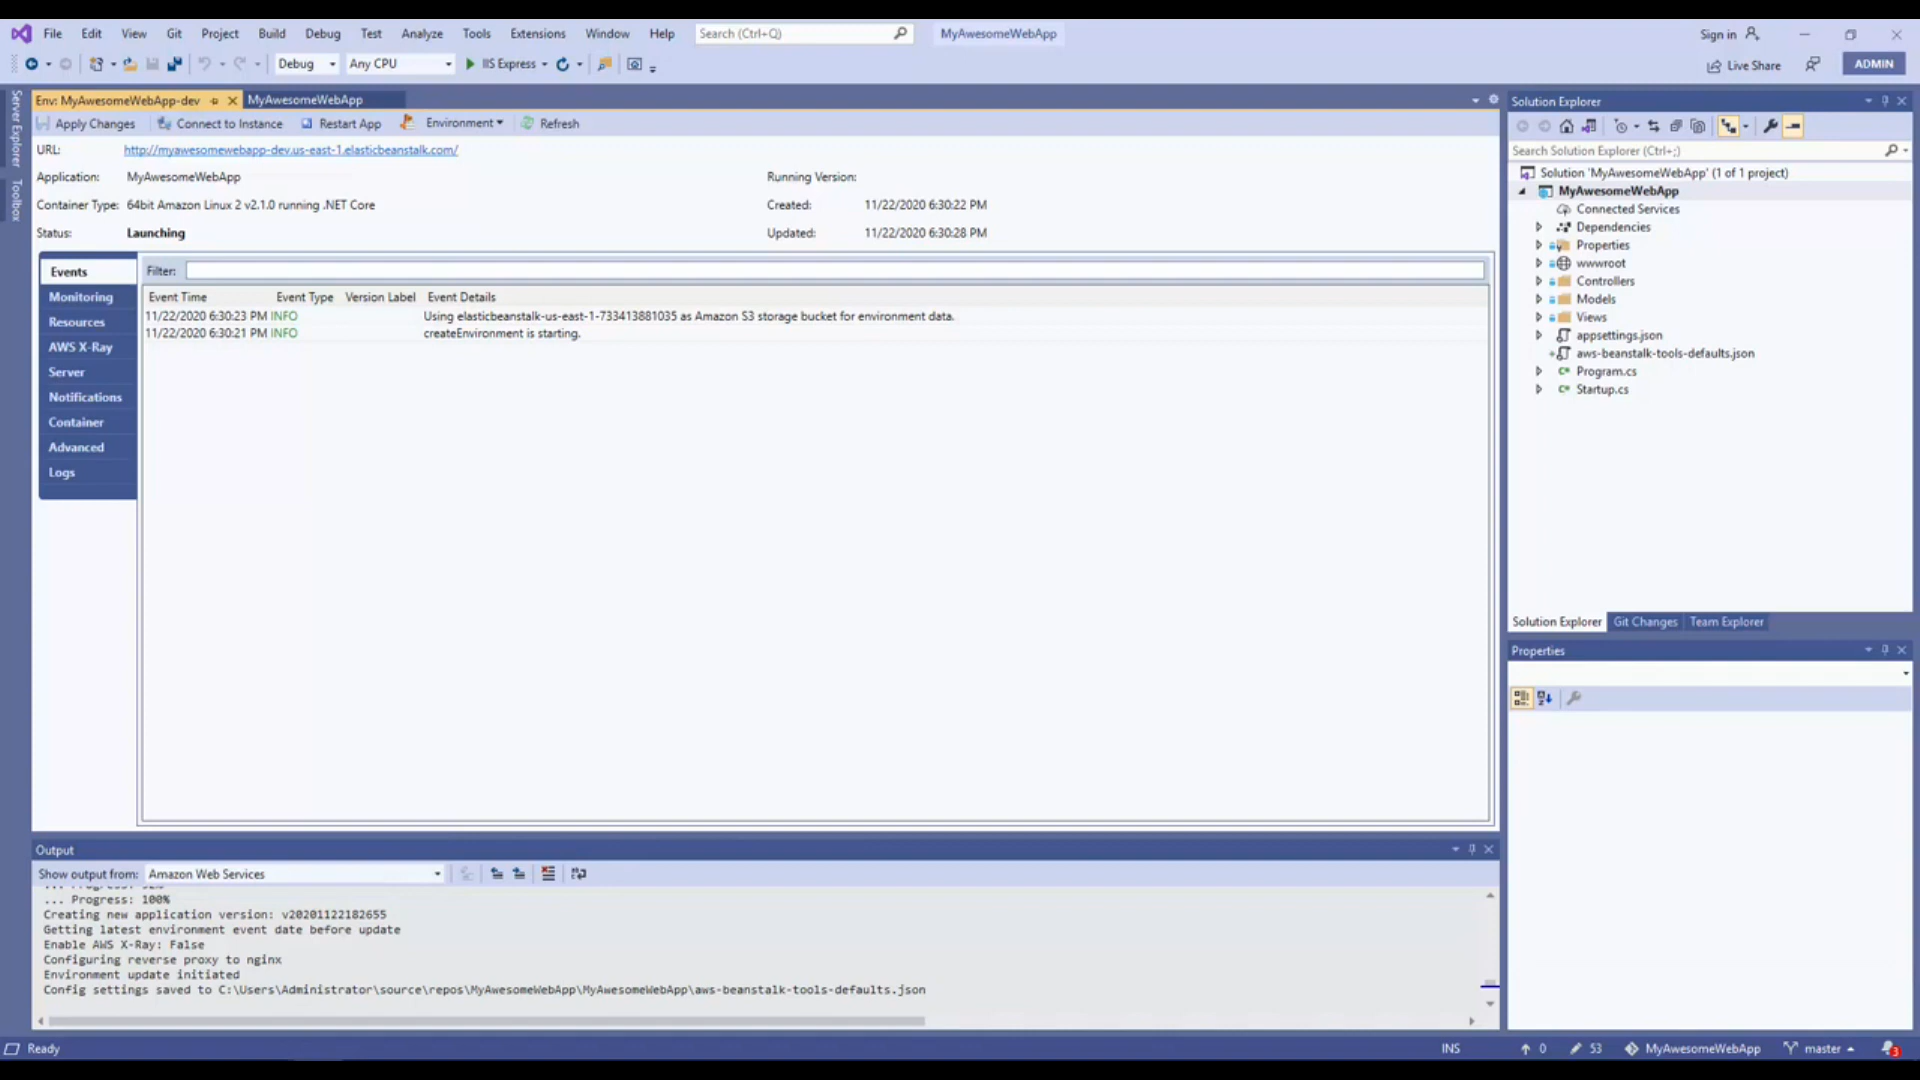 File Edit View Git Project Build Debug Test Analyze Tools Extensions Window Help Search (Ctrl+Q) MyAwesomeWebApp Sign in
Debug Any CPU IIS Express Live Share ADMIN
Server Explorer
Toolbox
Env: MyAwesomeWebApp-dev MyAwesomeWebApp
Apply Changes Connect to Instance Restart App Environment Refresh
URL: http://myawesomewebapp-dev.us-east-1.elasticbeanstalk.com/
Application: MyAwesomeWebApp Running Version:
Container Type: 64bit Amazon Linux 2 v2.1.0 running .NET Core Created: 11/22/2020 6:30:22 PM
Status: Launching Updated: 11/22/2020 6:30:28 PM
Events
Monitoring
Resources
AWS X-Ray
Server
Notifications
Container
Advanced
Logs
Filter:
Event Time Event Type Version Label Event Details
11/22/2020 6:30:23 PM INFO Using elasticbeanstalk-us-east-1-733413881035 as Amazon S3 storage bucket for environment data.
11/22/2020 6:30:21 PM INFO createEnvironment is starting.
Output
Show output from: Amazon Web Services
... Progress: 100%
Creating new application version: v20201122182655
Getting latest environment event date before update
Enable AWS X-Ray: False
Configuring reverse proxy to nginx
Environment update initiated
Config settings saved to C:\Users\Administrator\source\repos\MyAwesomeWebApp\MyAwesomeWebApp\aws-beanstalk-tools-defaults.json
Solution Explorer
Search Solution Explorer (Ctrl+;)
Solution 'MyAwesomeWebApp' (1 of 1 project)
MyAwesomeWebApp
Connected Services
Dependencies
Properties
wwwroot
Controllers
Models
Views
appsettings.json
aws-beanstalk-tools-defaults.json
C# Program.cs
C# Startup.cs
Solution Explorer Git Changes Team Explorer
Properties
Ready INS 0 53 MyAwesomeWebApp master 3